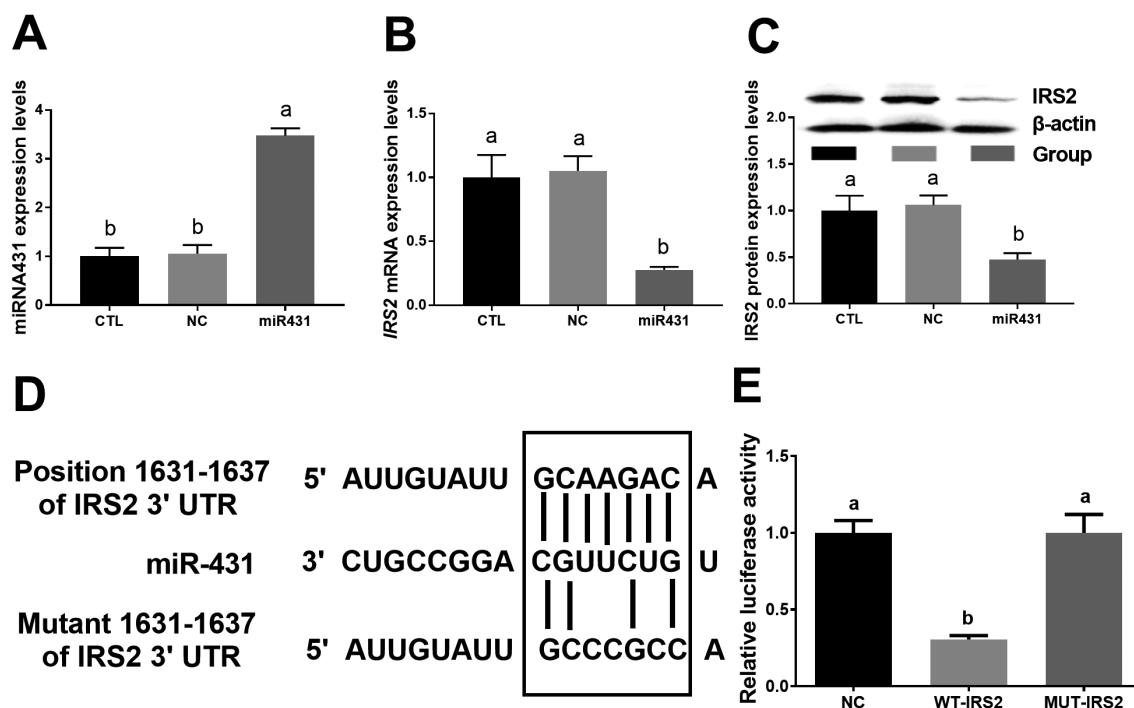 A
miRNA431 expression levels
4
3
2
1
0
b
b
a
CTL
NC
miR431
B
IRS2 mRNA expression levels
1.5
1.0
0.5
0.0
a
a
b
CTL
NC
miR431
C
IRS2 protein expression levels
2.0
1.5
1.0
0.5
0.0
IRS2
β-actin
Group
a
a
b
CTL
NC
miR431
D
Position 1631-1637
of IRS2 3' UTR
5' AUUGUAUU GCAAGAC A
miR-431
3' CUGCCGGA CGUUCUG U
Mutant 1631-1637
of IRS2 3' UTR
5' AUUGUAUU GCCCGCC A
E
Relative luciferase activity
1.5
1.0
0.5
0.0
a
b
a
NC
WT-IRS2
MUT-IRS2